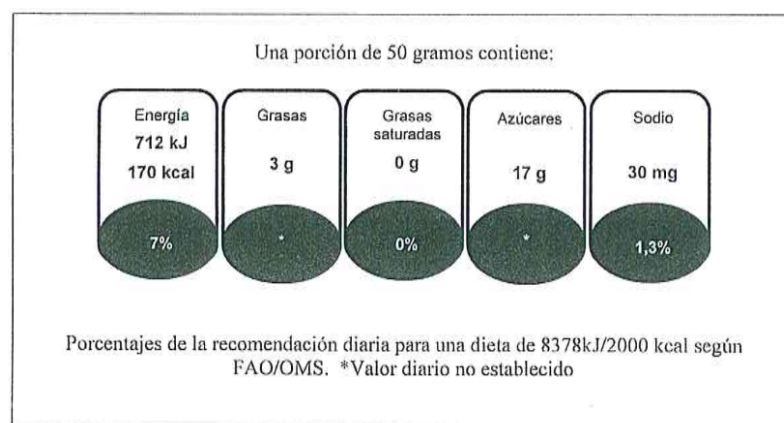 Una porción de 50 gramos contiene:
Energía
712 kJ
170 kcal
7%
Grasas
3 g
*
Grasas
saturadas
0 g
0%
Azúcares
17 g
*
Sodio
30 mg
1,3%
Porcentajes de la recomendación diaria para una dieta de 8378kJ/2000 kcal según
FAO/OMS. *Valor diario no establecido